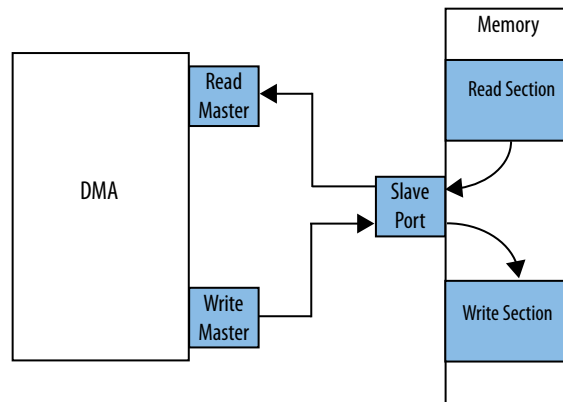 Memory
Read
Master
Read Section
DMA
Slave
Port
Write
Master
Write Section